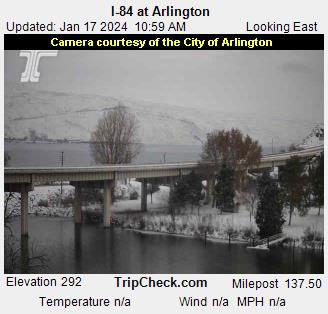 I-84 at Arlington
Updated: Jan 17 2024 10:59 AM Looking East
Camera courtesy of the City of Arlington
Elevation 292 TripCheck.com Milepost 137.50
Temperature n/a Wind n/a MPH n/a